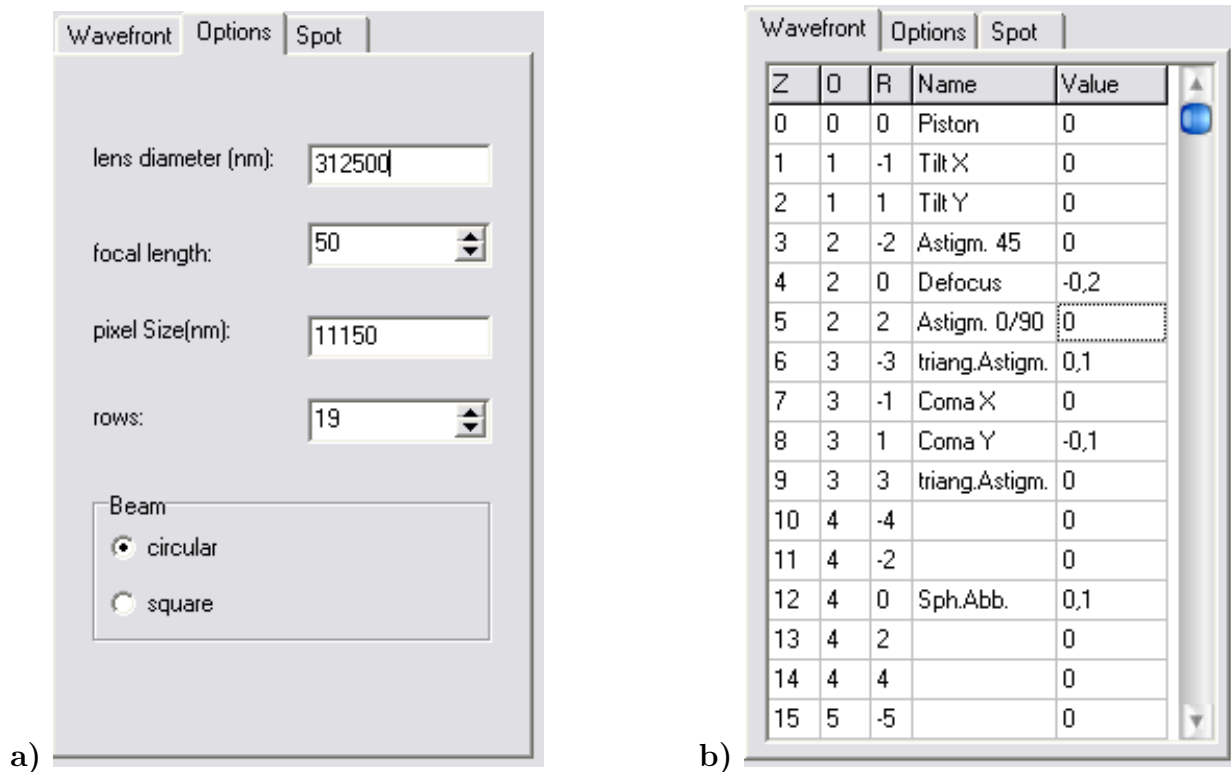 Wavefront Options Spot
lens diameter (nm): 312500
focal length: 50
pixel Size(nm): 11150
rows: 19
Beam
circular
square
a)
Wavefront Options Spot
Z O R Name Value
0 0 0 Piston 0
1 1 -1 Tilt X 0
2 1 1 Tilt Y 0
3 2 -2 Astigm. 45 0
4 2 0 Defocus -0,2
5 2 2 Astigm. 0/90 0
6 3 -3 triang.Astigm. 0,1
7 3 -1 Coma X 0
8 3 1 Coma Y -0,1
9 3 3 triang.Astigm. 0
10 4 -4 0
11 4 -2 0
12 4 0 Sph.Abb. 0,1
13 4 2 0
14 4 4 0
15 5 -5 0
b)